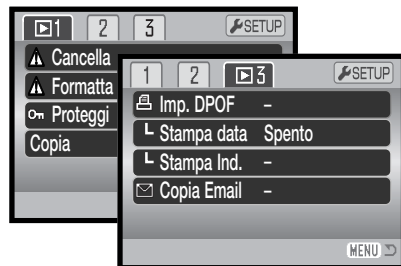 1 2 3 SETUP
Cancella
Formatta
Proteggi
Copia
1 2 3 SETUP
Imp. DPOF –
Stampa data Spento
Stampa Ind. –
Copia Email –
MENU